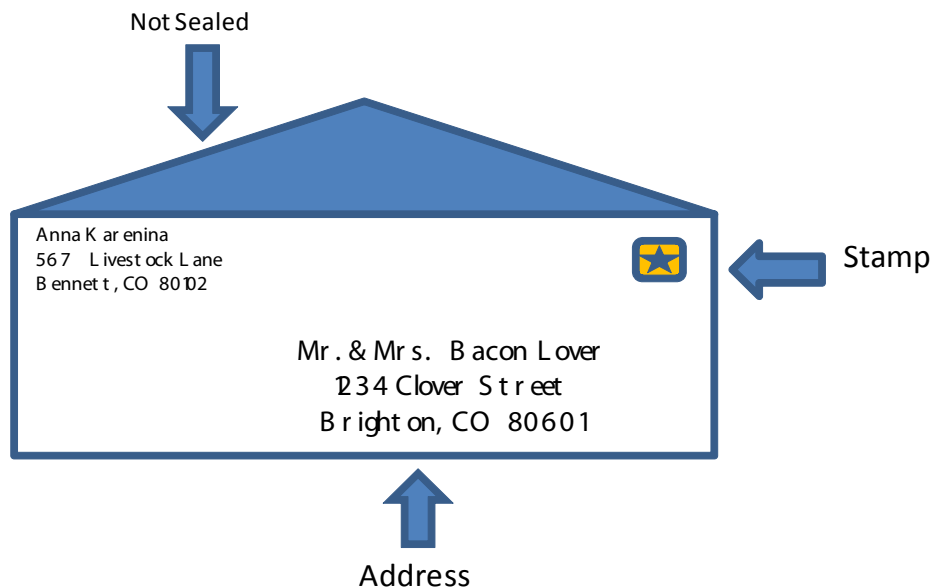 Not Sealed
Anna Karenina
567 Livestock Lane
Bennett, CO 80102
Stamp
Mr. & Mrs. Bacon Lover
1234 Clover Street
Brighton, CO 80601
Address